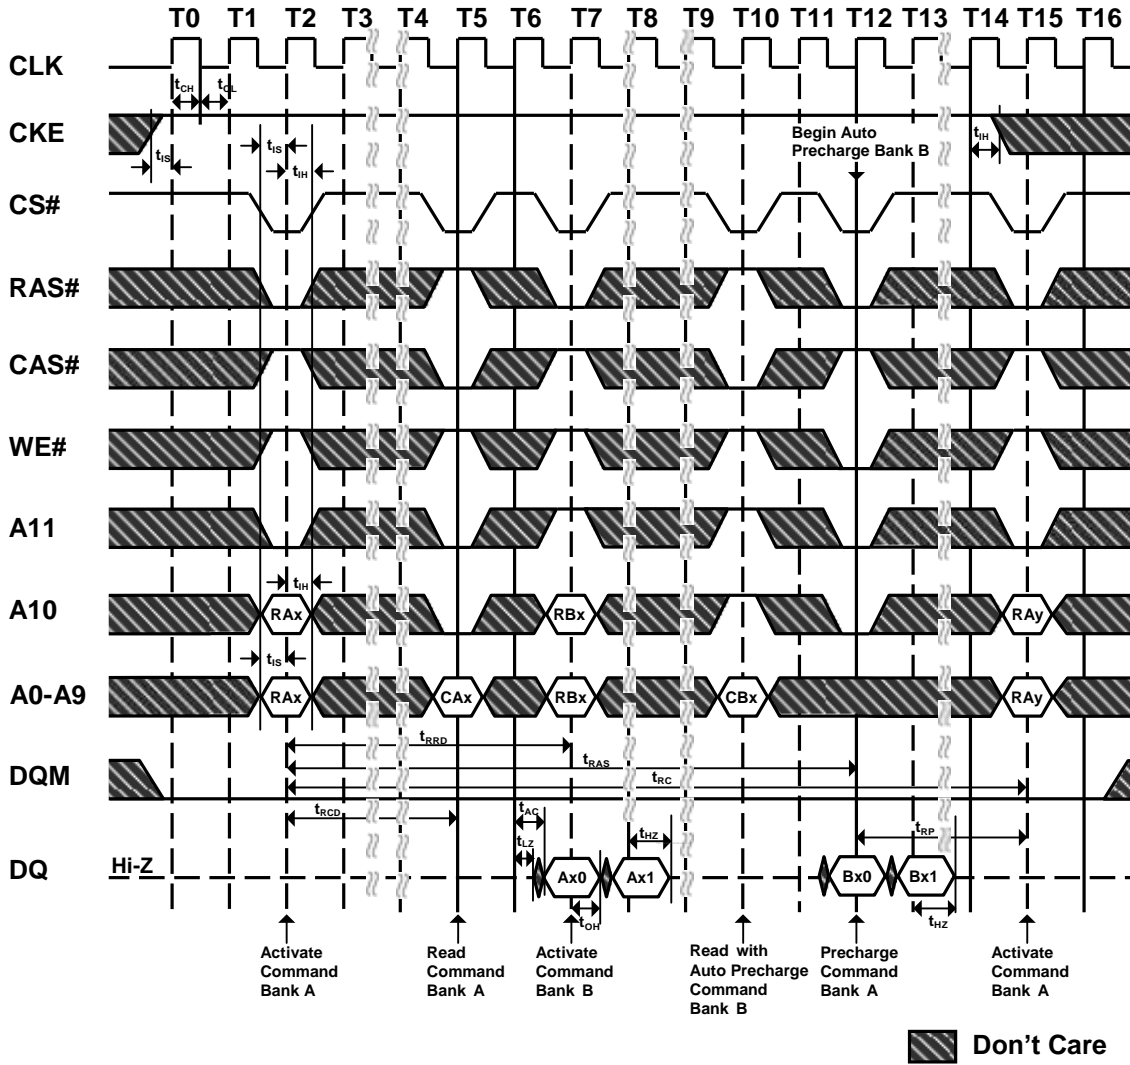 T0 T1 T2 T3 T4 T5 T6 T7 T8 T9 T10 T11 T12 T13 T14 T15 T16
CLK
tCH tCL
CKE
tIS tIS tIH
Begin Auto
Precharge Bank B
tIH
CS#
RAS#
CAS#
WE#
A11
tIH
A10
RAx RBx RAy
tIS
A0-A9
RAx CAx RBx CBx RAy
tRRD
tRAS
DQM
tRC
tRCD tAC tHZ tRP
tLZ
DQ
Hi-Z
Ax0 Ax1 Bx0 Bx1
tOH tHZ
Activate
Command
Bank A
Read
Command
Bank A
Activate
Command
Bank B
Read with
Auto Precharge
Command
Bank B
Precharge
Command
Bank A
Activate
Command
Bank A
Don't Care